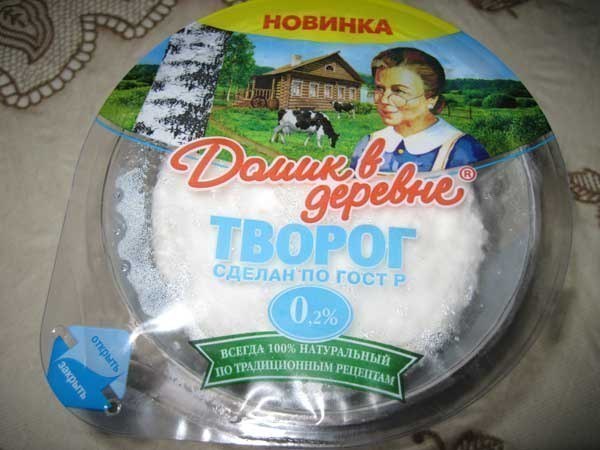 НОВИНКА
Домик в
деревне®
ТВОРОГ
СДЕЛАН ПО ГОСТ Р
0,2%
ВСЕГДА 100% НАТУРАЛЬНЫЙ
ПО ТРАДИЦИОННЫМ РЕЦЕПТАМ
открыть
закрыть